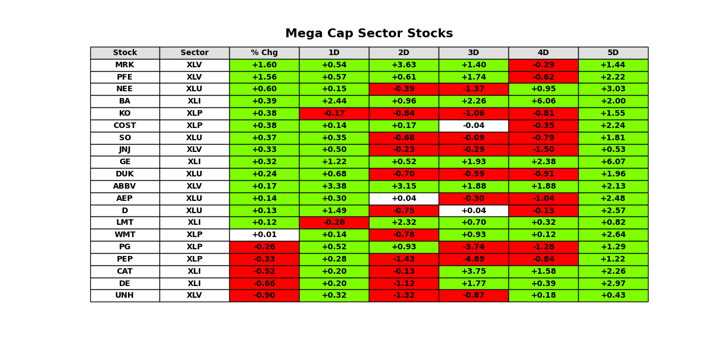 Mega Cap Sector Stocks
Stock Sector % Chg 1D 2D 3D 4D 5D
MRK XLV +1.60 +0.54 +3.63 +1.40 -0.29 +1.44
PFE XLV +1.56 +0.57 +0.61 +1.74 -0.62 +2.22
NEE XLU +0.60 +0.15 -0.39 -1.37 +0.95 +3.03
BA XLI +0.39 +2.44 +0.96 +2.26 +6.06 +2.00
KO XLP +0.38 -0.17 -0.84 -1.06 -0.81 +1.55
COST XLP +0.38 +0.14 +0.17 -0.04 -0.35 +2.24
SO XLU +0.37 +0.35 -0.68 -0.09 -0.79 +1.81
JNJ XLV +0.33 +0.50 -0.23 -0.29 -1.50 +0.53
GE XLI +0.32 +1.22 +0.52 +1.93 +2.38 +6.07
DUK XLU +0.24 +0.68 -0.70 -0.59 -0.91 +1.96
ABBV XLV +0.17 +3.38 +3.15 +1.88 +1.88 +2.13
AEP XLU +0.14 +0.30 +0.04 -0.30 -1.04 +2.48
D XLU +0.13 +1.49 -0.75 +0.04 -0.13 +2.57
LMT XLI +0.12 -0.28 +2.32 +0.70 +0.32 +0.82
WMT XLP +0.01 +0.14 -0.78 +0.93 +0.12 +2.64
PG XLP -0.26 +0.52 +0.93 -3.74 -1.28 +1.29
PEP XLP -0.33 +0.28 -1.43 -4.89 -0.84 +1.22
CAT XLI -0.52 +0.20 -0.13 +3.75 +1.58 +2.26
DE XLI -0.66 +0.20 -1.12 +1.77 +0.39 +2.97
UNH XLV -0.90 +0.32 -1.32 -0.87 +0.18 +0.43